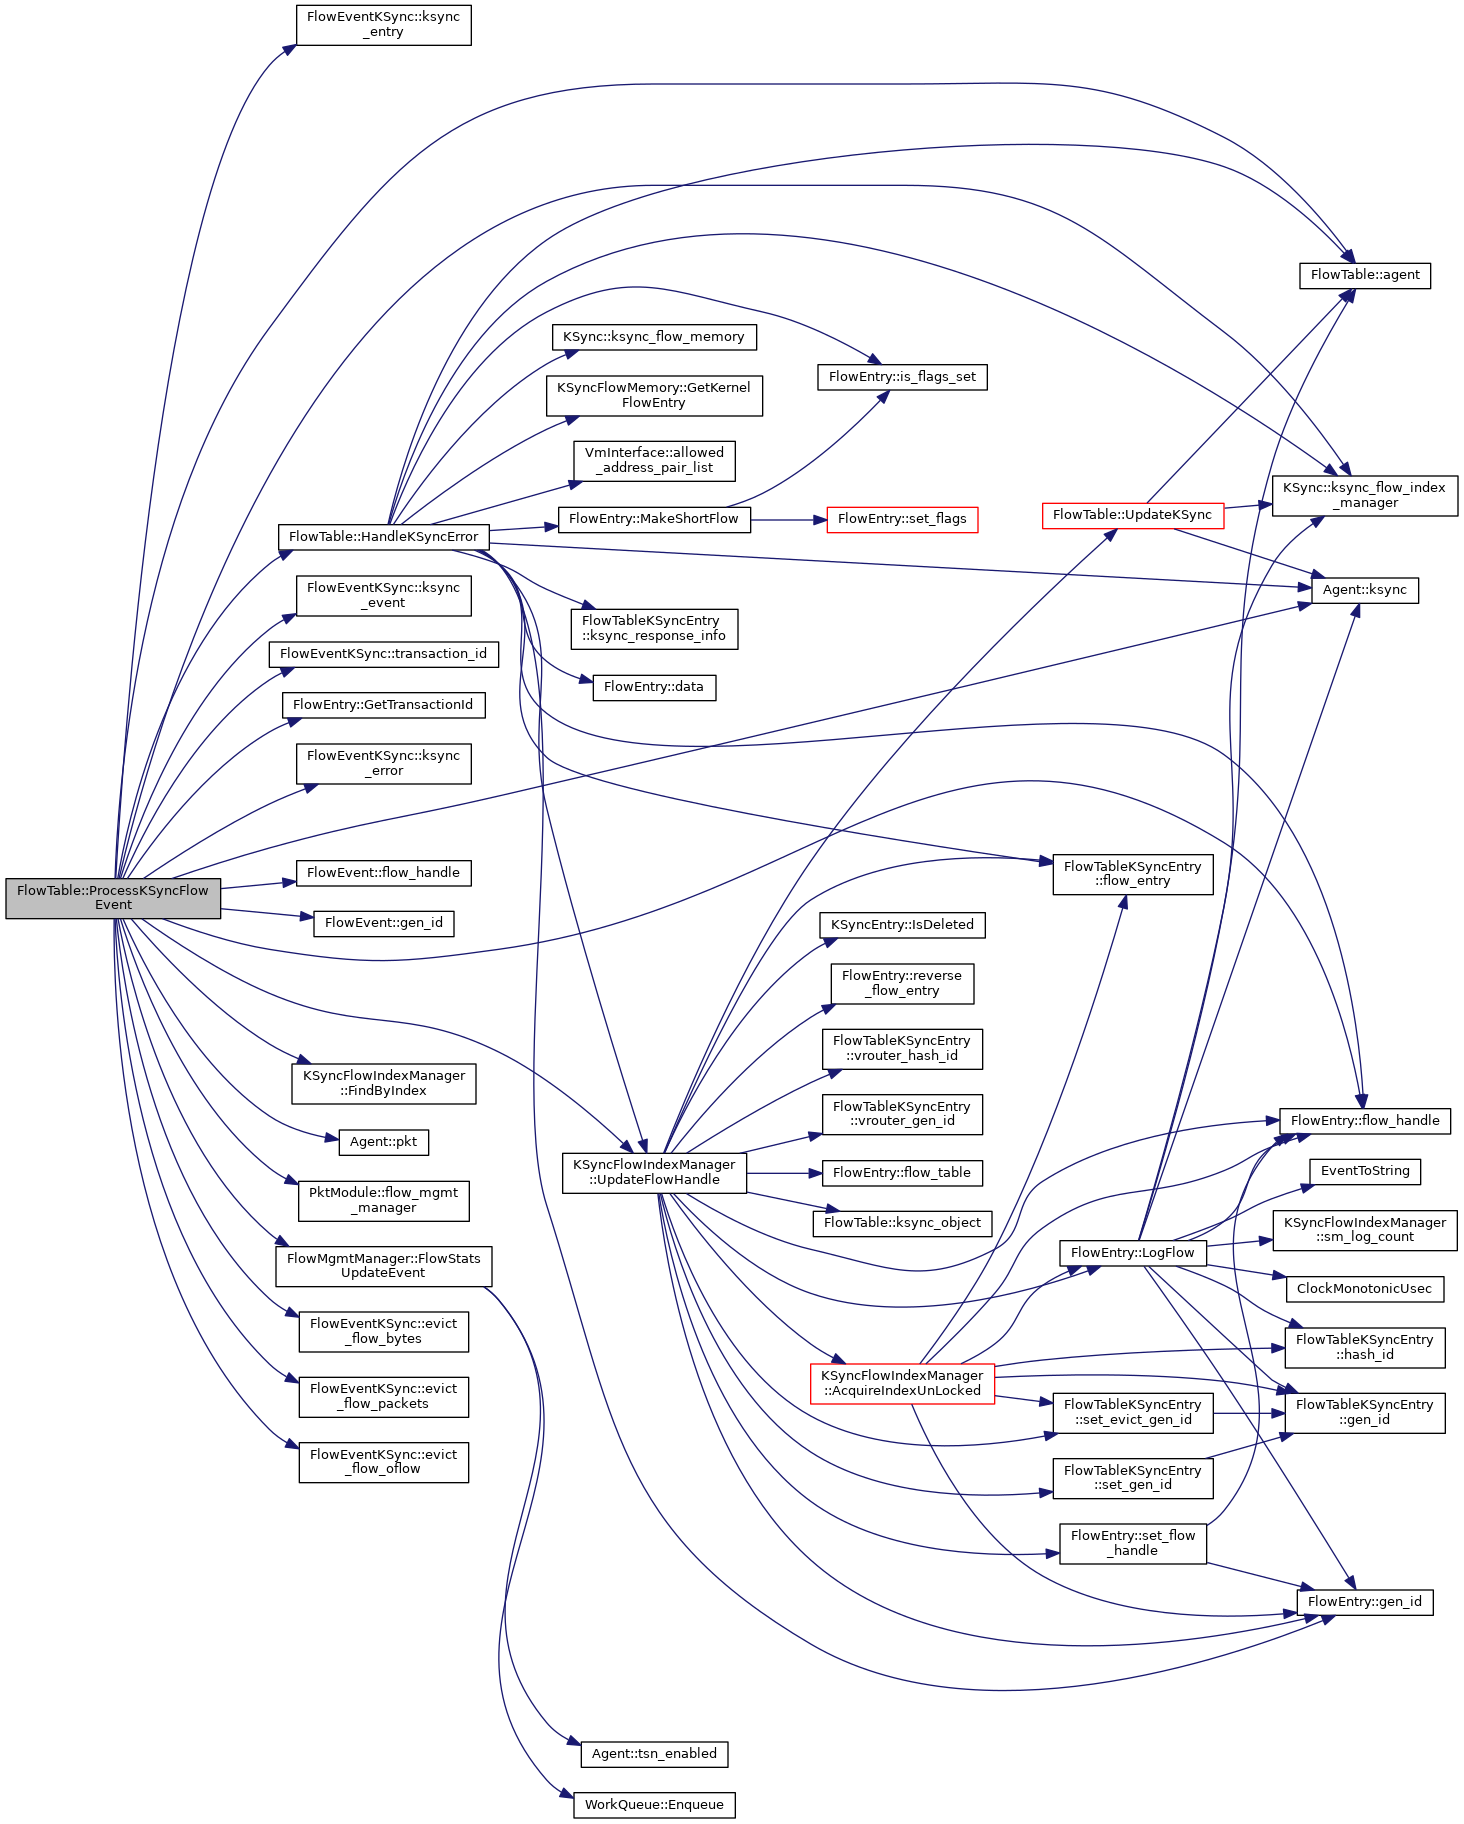 FlowEventKSync::ksync
_entry
FlowTable::agent
KSync::ksync_flow_memory
FlowEntry::is_flags_set
KSyncFlowMemory::GetKernel
FlowEntry
VmInterface::allowed
_address_pair_list
KSync::ksync_flow_index
_manager
FlowEntry::MakeShortFlow
FlowEntry::set_flags
FlowTable::UpdateKSync
FlowTable::HandleKSyncError
FlowEventKSync::ksync
_event
Agent::ksync
FlowTableKSyncEntry
::ksync_response_info
FlowEventKSync::transaction_id
FlowEntry::data
FlowEntry::GetTransactionId
FlowEventKSync::ksync
_error
FlowEvent::flow_handle
FlowTableKSyncEntry
::flow_entry
FlowTable::ProcessKSyncFlow
Event
FlowEvent::gen_id
KSyncEntry::IsDeleted
FlowEntry::reverse
_flow_entry
FlowTableKSyncEntry
::vrouter_hash_id
KSyncFlowIndexManager
::FindByIndex
FlowTableKSyncEntry
::vrouter_gen_id
FlowEntry::flow_handle
Agent::pkt
KSyncFlowIndexManager
::UpdateFlowHandle
FlowEntry::flow_table
EventToString
PktModule::flow_mgmt
_manager
FlowTable::ksync_object
KSyncFlowIndexManager
::sm_log_count
FlowEntry::LogFlow
FlowMgmtManager::FlowStats
UpdateEvent
ClockMonotonicUsec
FlowEventKSync::evict
_flow_bytes
FlowTableKSyncEntry
::hash_id
KSyncFlowIndexManager
::AcquireIndexUnLocked
FlowEventKSync::evict
_flow_packets
FlowTableKSyncEntry
::set_evict_gen_id
FlowTableKSyncEntry
::gen_id
FlowEventKSync::evict
_flow_oflow
FlowTableKSyncEntry
::set_gen_id
FlowEntry::set_flow
_handle
FlowEntry::gen_id
Agent::tsn_enabled
WorkQueue::Enqueue